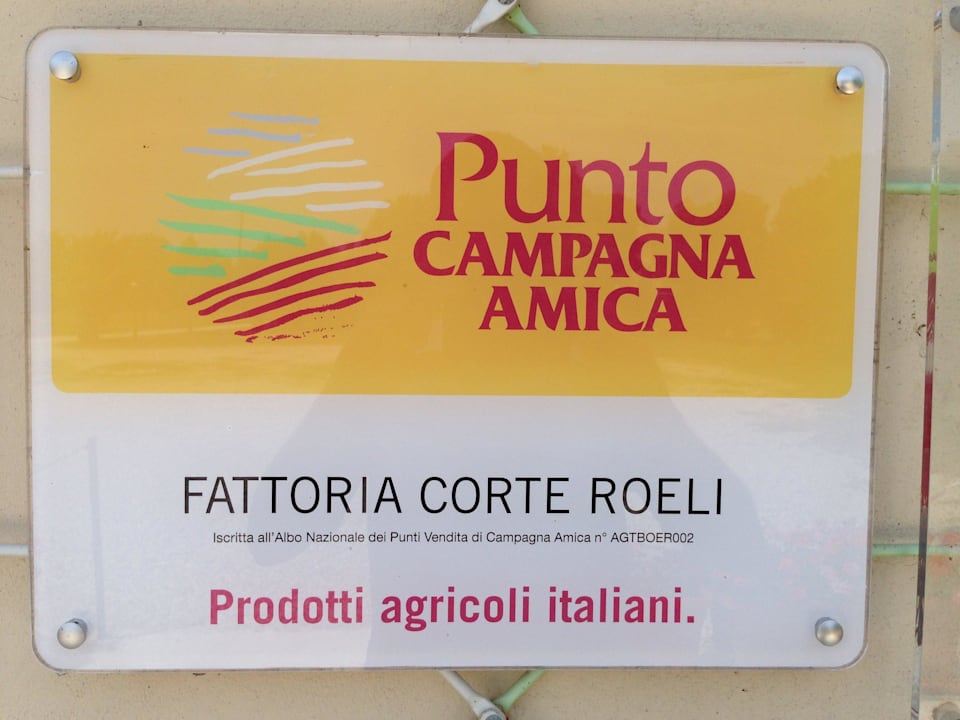 Punto
CAMPAGNA
AMICA
FATTORIA CORTE ROELI
Iscritta all'Albo Nazionale dei Punti Vendita di Campagna Amica n° AGTBOER002
Prodotti agricoli italiani.